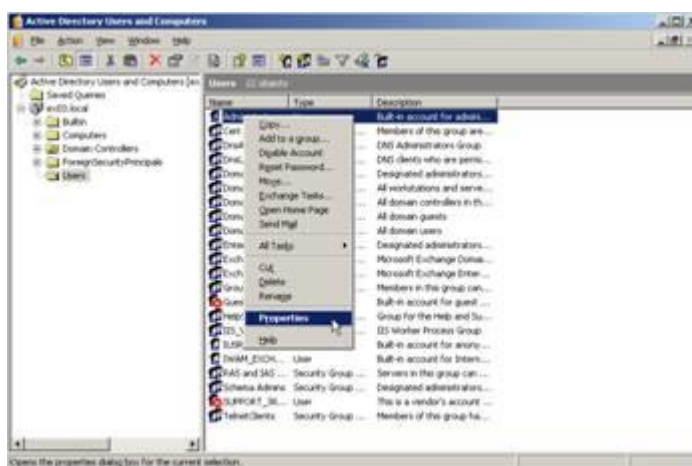 Active Directory Users and Computers
File Action View Window Help
Active Directory Users and Computers
Saved Queries
ex03.local
Builtin
Computers
Domain Controllers
ForeignSecurityPrincipals
Users
Users 22 objects
Name Type Description
Built-in account for admini...
Members of this group are...
DNS Administrators Group
DNS clients who are permi...
Designated administrators...
All workstations and serve...
All domain controllers in th...
All domain guests
All domain users
Designated administrators...
Microsoft Exchange Domai...
Microsoft Exchange Enter...
Members in this group can...
Built-in account for guest ...
Group for the Help and Su...
IIS Worker Process Group
Built-in account for anony...
IWAM_EXCH... User Built-in account for Intern...
RAS and IAS ... Security Group ... Servers in this group can ...
Schema Admins Security Group ... Designated administrators...
SUPPORT_38... User This is a vendor's account ...
TelnetClients Security Group ... Members of this group ha...
Copy...
Add to a group...
Disable Account
Reset Password...
Move...
Exchange Tasks...
Open Home Page
Send Mail
All Tasks
Cut
Delete
Rename
Properties
Help
Opens the properties dialog box for the current selection.